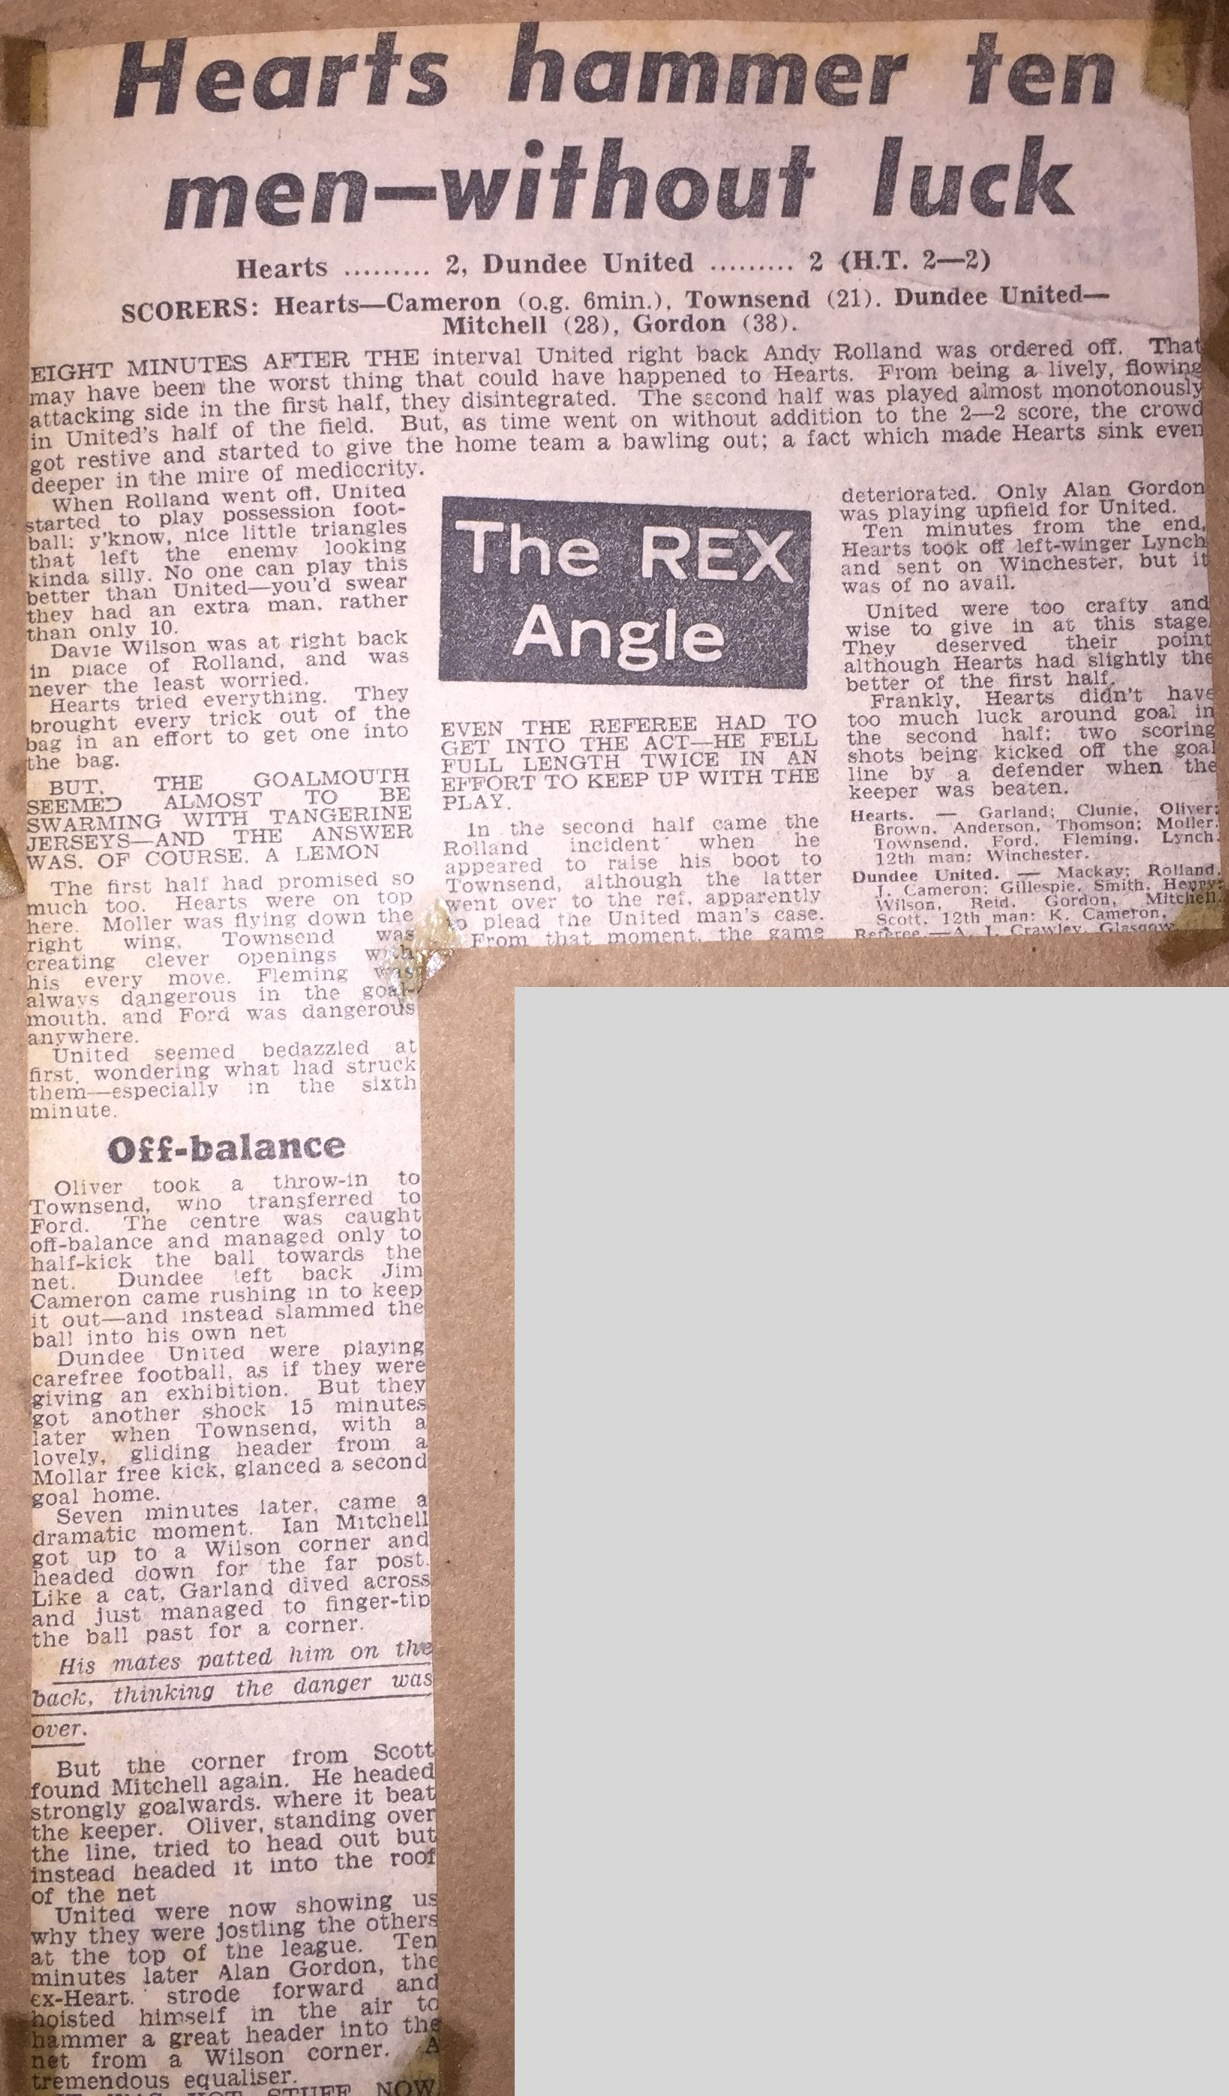 Hearts hammer ten
men—without luck
Hearts ......... 2, Dundee United ......... 2 (H.T. 2—2)
SCORERS: Hearts—Cameron (o.g. 6min.), Townsend (21). Dundee United—
Mitchell (28), Gordon (38).
EIGHT MINUTES AFTER THE interval United right back Andy Rolland was ordered off. That
may have been the worst thing that could have happened to Hearts. From being a lively, flowing
attacking side in the first half, they disintegrated. The second half was played almost monotonously
in United's half of the field. But, as time went on without addition to the 2—2 score, the crowd
got restive and started to give the home team a bawling out; a fact which made Hearts sink even
deeper in the mire of mediocrity.
When Rolland went off, United
started to play possession foot-
ball; y'know, nice little triangles
that left the enemy looking
kinda silly. No one can play this
better than United—you'd swear
they had an extra man, rather
than only 10.
Davie Wilson was at right back
in place of Rolland, and was
never the least worried.
Hearts tried everything. They
brought every trick out of the
bag in an effort to get one into
the bag.
BUT, THE GOALMOUTH
SEEMED ALMOST TO BE
SWARMING WITH TANGERINE
JERSEYS—AND THE ANSWER
WAS, OF COURSE, A LEMON
The first half had promised so
much too. Hearts were on top
here. Moller was flying down the
right wing, Townsend was
creating clever openings with
his every move. Fleming was
always dangerous in the goal-
mouth, and Ford was dangerous
anywhere.
United seemed bedazzled at
first, wondering what had struck
them—especially in the sixth
minute.
Off-balance
Oliver took a throw-in to
Townsend, who transferred to
Ford. The centre was caught
off-balance and managed only to
half-kick the ball towards the
net. Dundee left back Jim
Cameron came rushing in to keep
it out—and instead slammed the
ball into his own net
Dundee United were playing
carefree football, as if they were
giving an exhibition. But they
got another shock 15 minutes
later when Townsend, with a
lovely, gliding header from a
Mollar free kick, glanced a second
goal home.
Seven minutes later, came a
dramatic moment. Ian Mitchell
got up to a Wilson corner and
headed down for the far post.
Like a cat, Garland dived across
and just managed to finger-tip
the ball past for a corner.
His mates patted him on the
back, thinking the danger was
over.
But the corner from Scott
found Mitchell again. He headed
strongly goalwards, where it beat
the keeper. Oliver, standing over
the line, tried to head out but
instead headed it into the roof
of the net
United were now showing us
why they were jostling the others
at the top of the league. Ten
minutes later Alan Gordon, the
ex-Heart, strode forward and
hoisted himself in the air to
hammer a great header into the
net from a Wilson corner. A
tremendous equaliser.
IT WAS HOT STUFF NOW.
The REX
Angle
EVEN THE REFEREE HAD TO
GET INTO THE ACT—HE FELL
FULL LENGTH TWICE IN AN
EFFORT TO KEEP UP WITH THE
PLAY.
In the second half came the
Rolland incident when he
appeared to raise his boot to
Townsend, although the latter
went over to the ref, apparently
to plead the United man's case.
From that moment, the game
deteriorated. Only Alan Gordon
was playing upfield for United.
Ten minutes from the end,
Hearts took off left-winger Lynch
and sent on Winchester, but it
was of no avail.
United were too crafty and
wise to give in at this stage.
They deserved their point
although Hearts had slightly the
better of the first half.
Frankly, Hearts didn't have
too much luck around goal in
the second half; two scoring
shots being kicked off the goal
line by a defender when the
keeper was beaten.
Hearts. — Garland; Clunie, Oliver;
Brown, Anderson, Thomson; Moller,
Townsend, Ford, Fleming, Lynch.
12th man: Winchester.
Dundee United. — Mackay; Rolland,
J. Cameron; Gillespie, Smith, Henry;
Wilson, Reid, Gordon, Mitchell,
Scott. 12th man: K. Cameron.
Referee.—A. J. Crawley, Glasgow